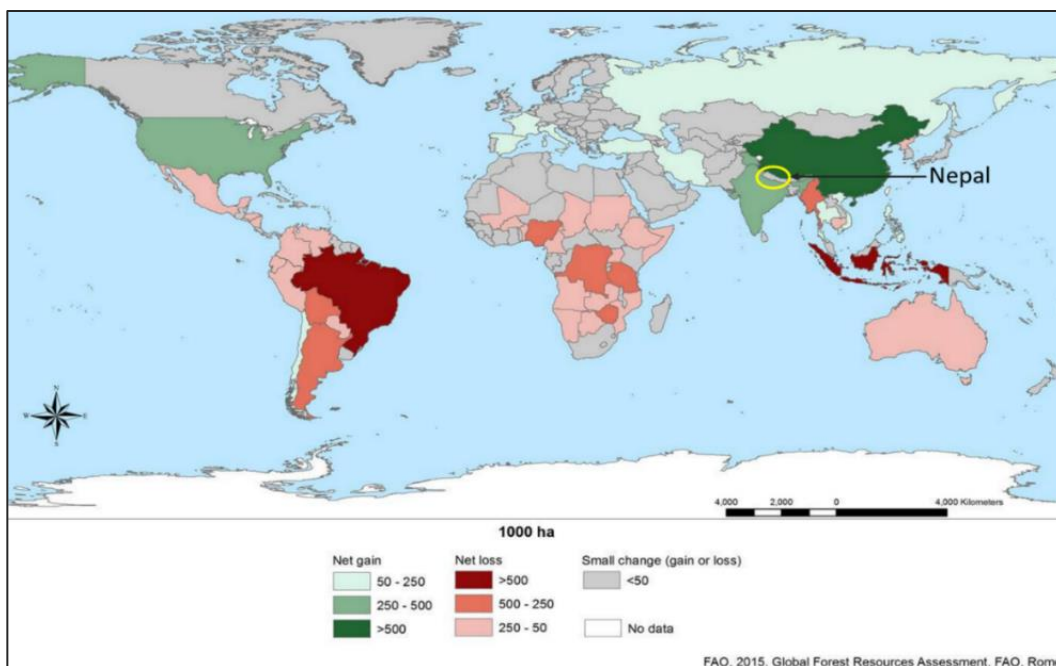 Nepal
N
W
E
S
4,000 2,000 0 4,000 Kilometers
1000 ha
Net gain
50 - 250
250 - 500
>500
Net loss
>500
500 - 250
250 - 50
Small change (gain or loss)
<50
No data
FAO. 2015. Global Forest Resources Assessment. FAO, Rome